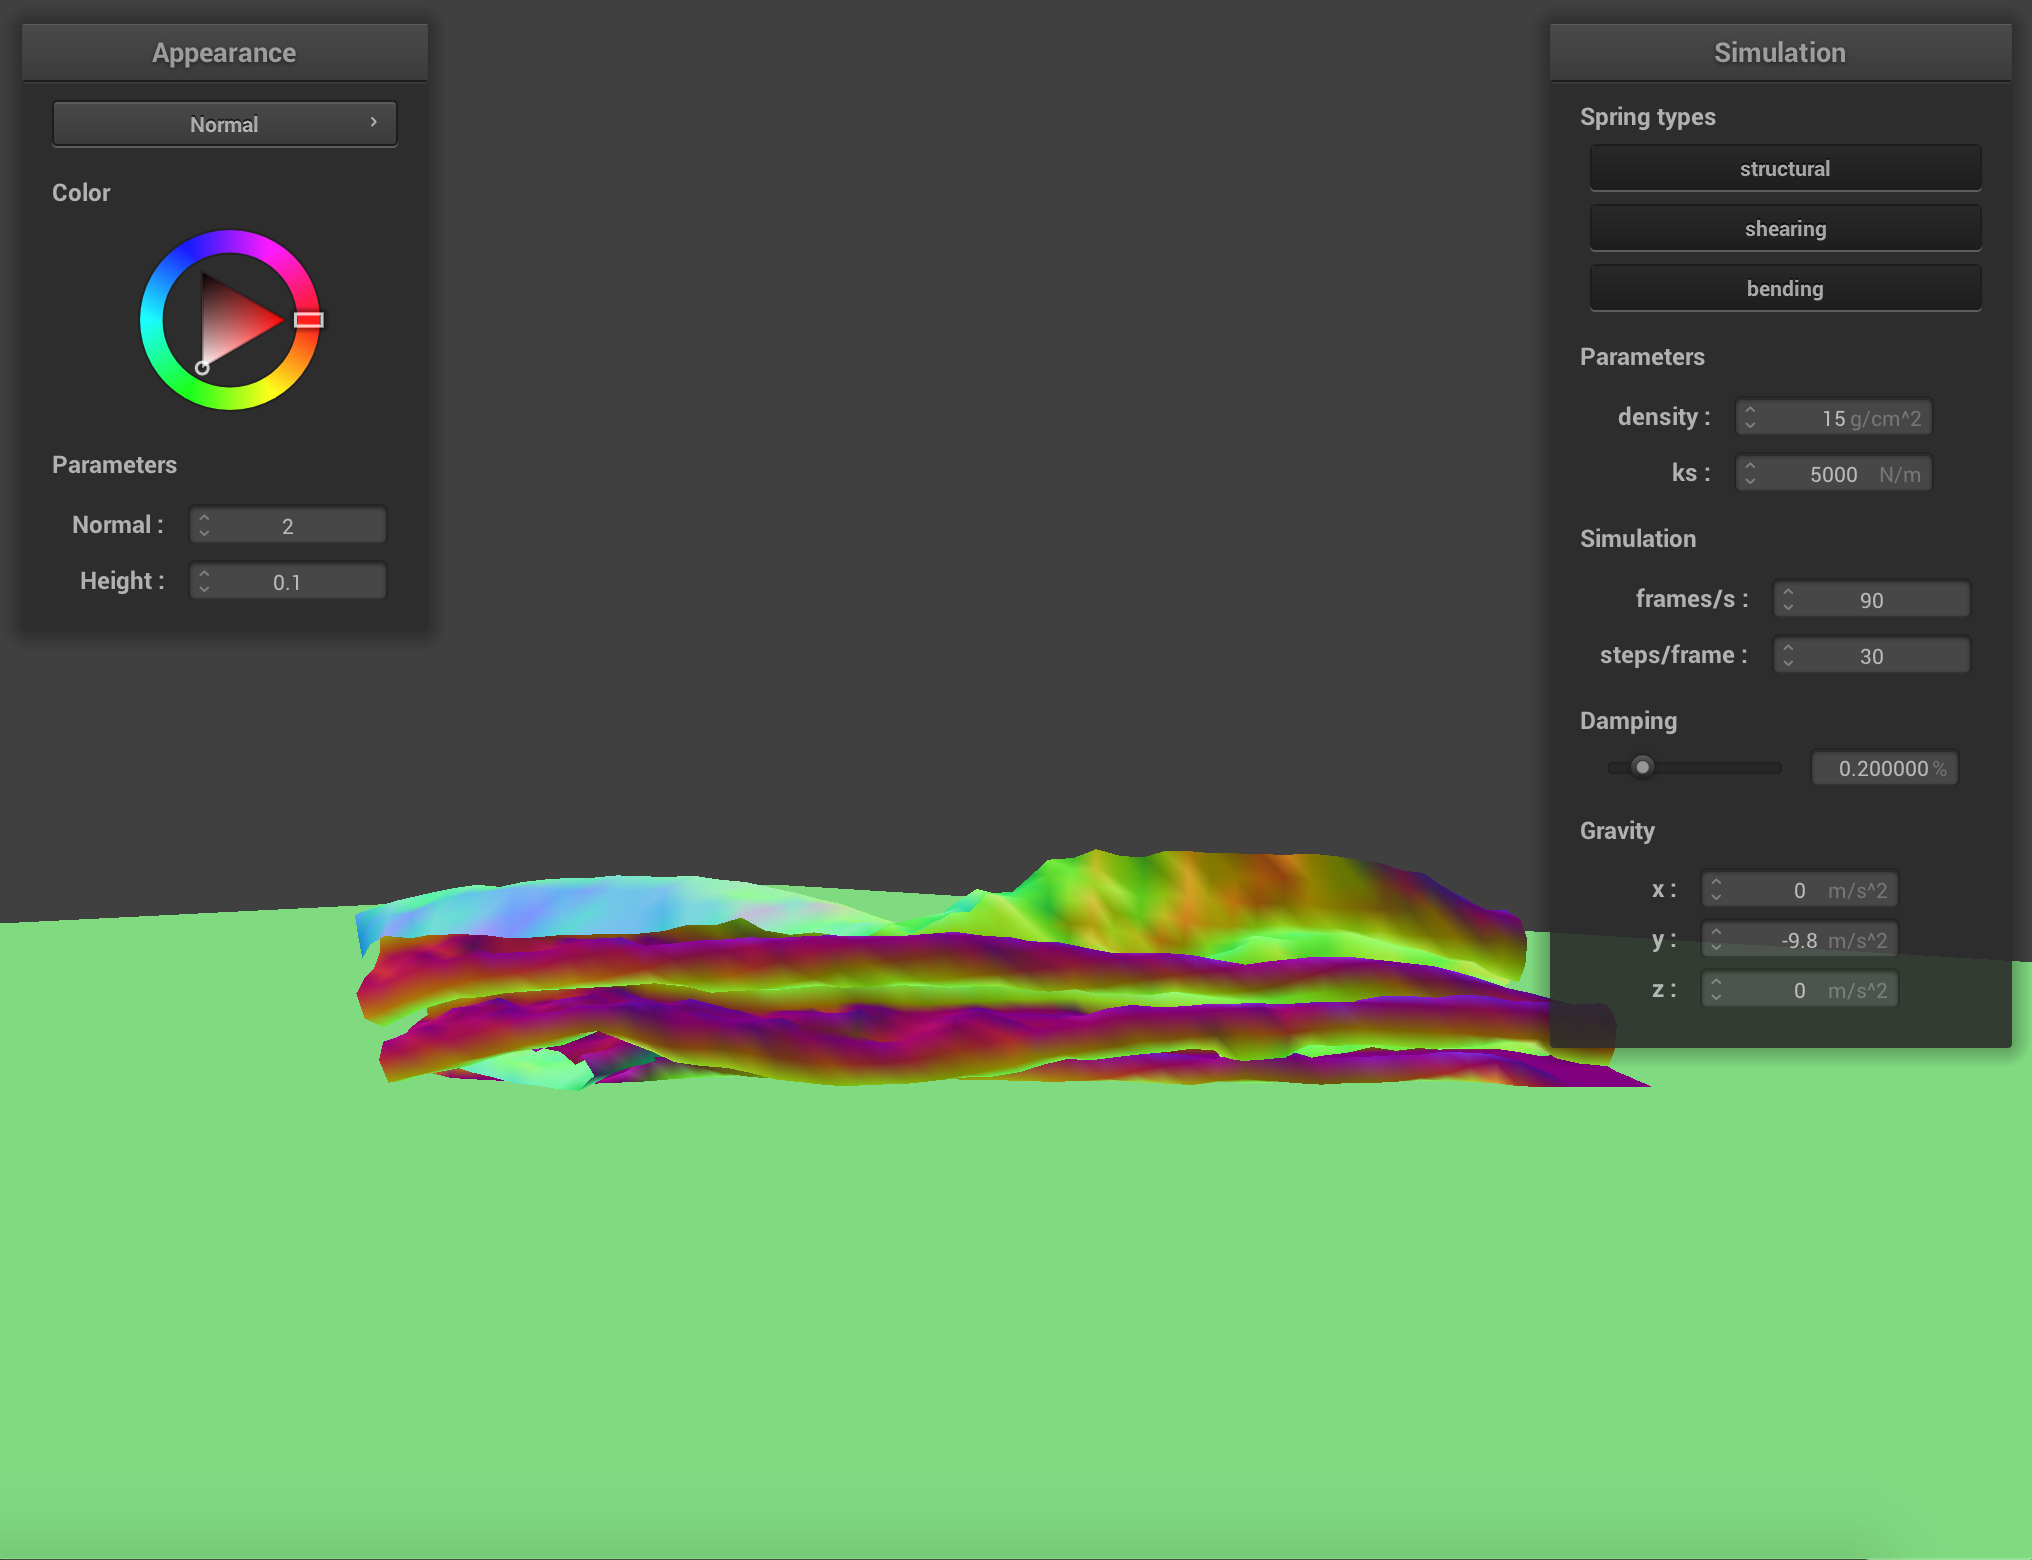 Appearance
Normal
Color
Parameters
Normal : 2
Height : 0.1
Simulation
Spring types
structural
shearing
bending
Parameters
density : 15 g/cm^2
ks : 5000 N/m
Simulation
frames/s : 90
steps/frame : 30
Damping
0.200000 %
Gravity
x : 0 m/s^2
y : -9.8 m/s^2
z : 0 m/s^2